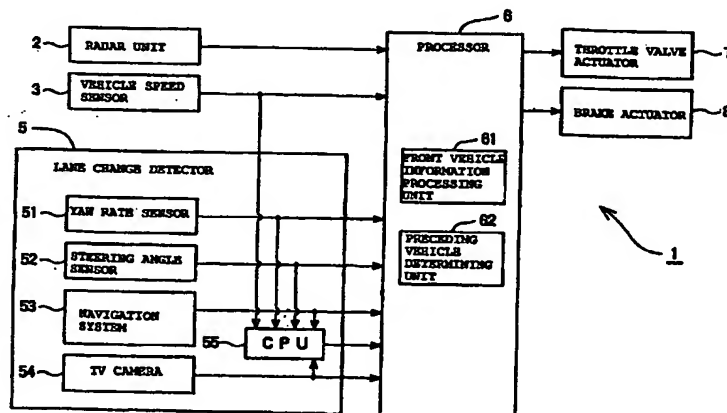 2
RADAR UNIT
3
VEHICLE SPEED
SENSOR
5
LANE CHANGE DETECTOR
51
YAW RATE SENSOR
52
STEERING ANGLE
SENSOR
53
NAVIGATION
SYSTEM
54
TV CAMERA
55
CPU
6
PROCESSOR
61
FRONT VEHICLE
INFORMATION
PROCESSING
UNIT
62
PRECEDING
VEHICLE
DETERMINING
UNIT
THROTTLE VALVE
ACTUATOR
7
BRAKE ACTUATOR
8
1